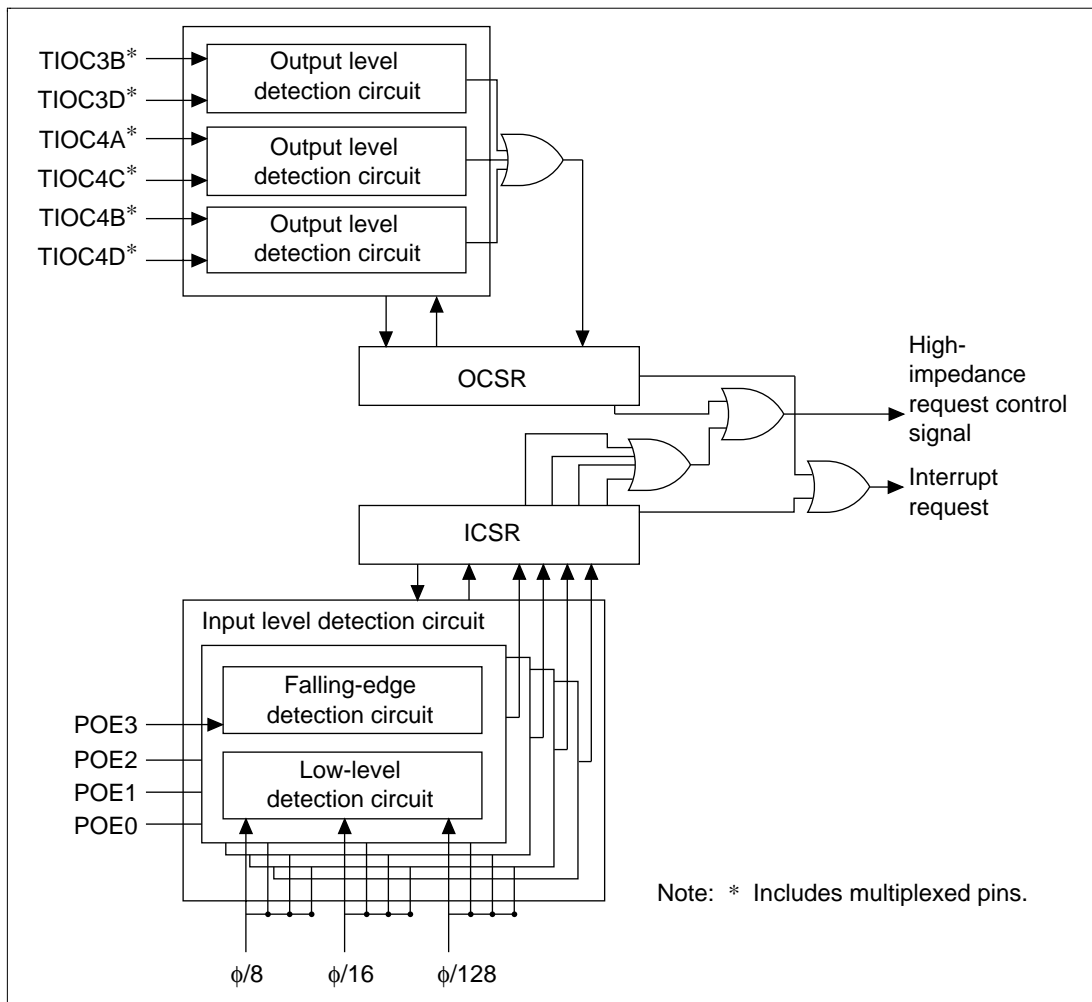 TIOC3B*
TIOC3D*
TIOC4A*
TIOC4C*
TIOC4B*
TIOC4D*
Output level
detection circuit
Output level
detection circuit
Output level
detection circuit
OCSR
ICSR
High-
impedance
request control
signal
Interrupt
request
Input level detection circuit
Falling-edge
detection circuit
Low-level
detection circuit
POE3
POE2
POE1
POE0
ϕ/8
ϕ/16
ϕ/128
Note: * Includes multiplexed pins.